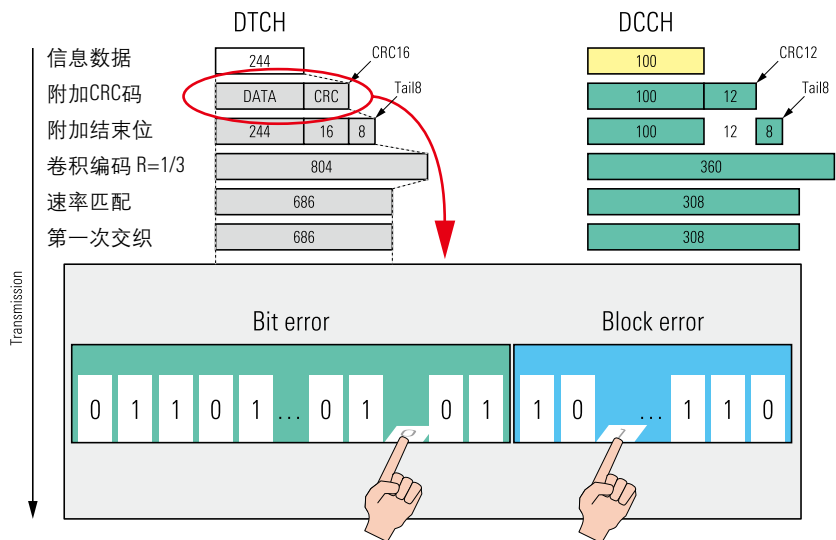 DTCH DCCH
信息数据 244 CRC16 100 CRC12
附加CRC码 DATA CRC Tail8 100 12 Tail8
附加结束位 244 16 8 100 12 8
卷积编码 R=1/3 804 360
速率匹配 686 308
第一次交织 686 308
Transmission
Bit error Block error
0 1 1 0 1 ... 0 1 0 0 1 1 0 1 ... 1 1 0